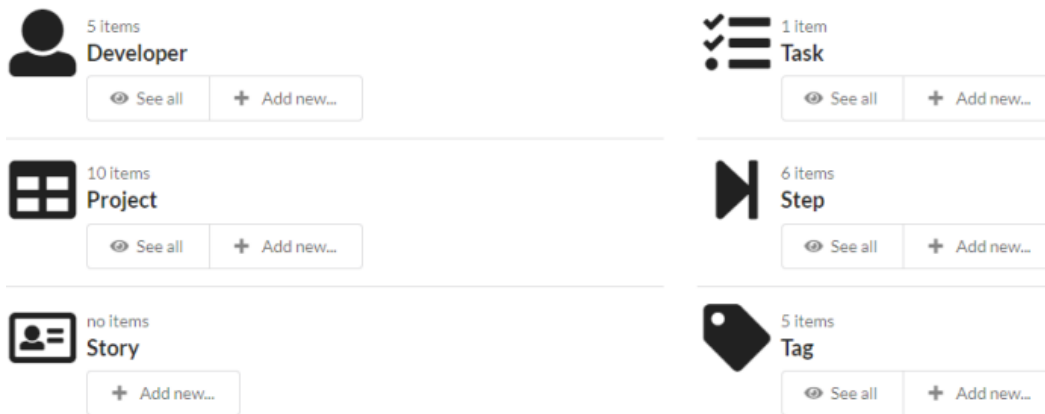 5 items
Developer
See all
Add new...
1 item
Task
See all
Add new...
10 items
Project
See all
Add new...
6 items
Step
See all
Add new...
no items
Story
Add new...
5 items
Tag
See all
Add new...